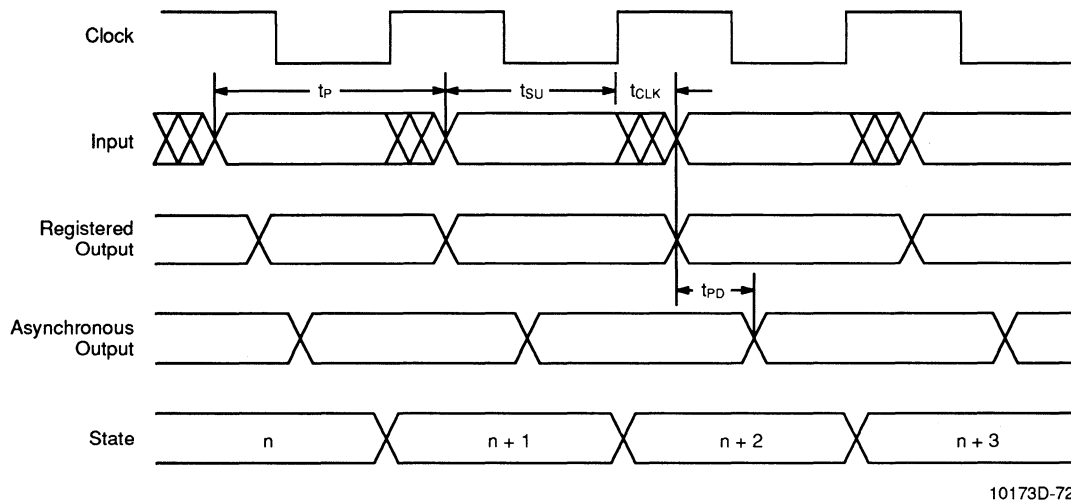 Clock
tP
tSU
tCLK
Input
Registered
Output
tPD
Asynchronous
Output
State
n
n + 1
n + 2
n + 3
10173D-72